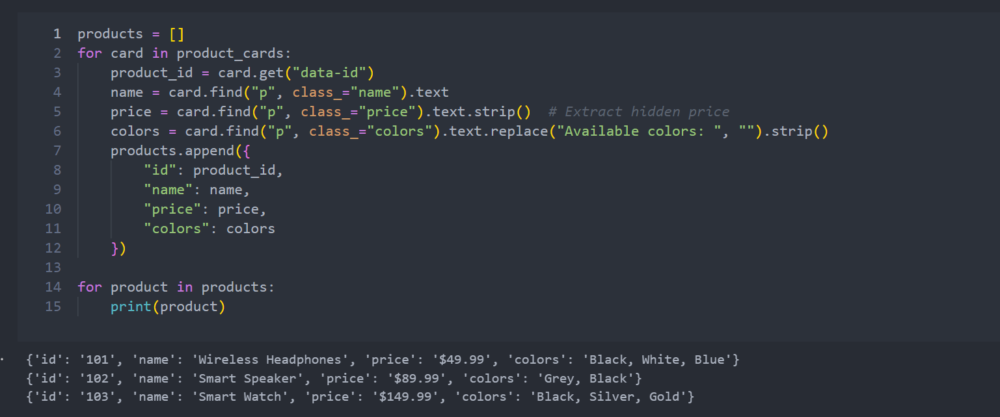 1 products = []
2 for card in product_cards:
3     product_id = card.get("data-id")
4     name = card.find("p", class_="name").text
5     price = card.find("p", class_="price").text.strip()  # Extract hidden price
6     colors = card.find("p", class_="colors").text.replace("Available colors: ", "").strip()
7     products.append({
8         "id": product_id,
9         "name": name,
10         "price": price,
11         "colors": colors
12     })
13
14 for product in products:
15     print(product)
{'id': '101', 'name': 'Wireless Headphones', 'price': '$49.99', 'colors': 'Black, White, Blue'}
{'id': '102', 'name': 'Smart Speaker', 'price': '$89.99', 'colors': 'Grey, Black'}
{'id': '103', 'name': 'Smart Watch', 'price': '$149.99', 'colors': 'Black, Silver, Gold'}